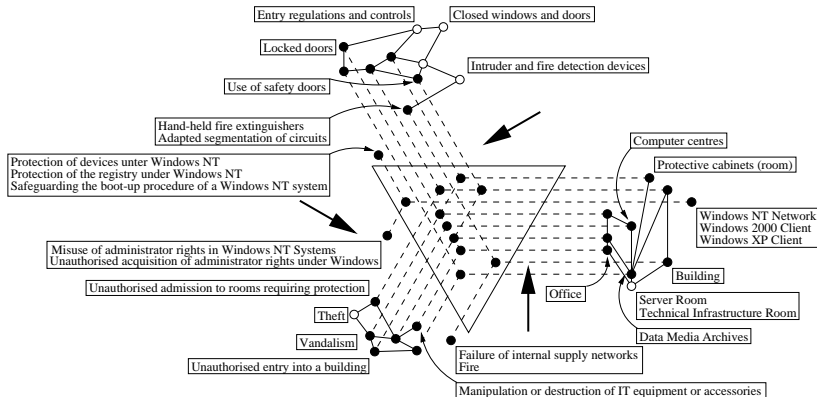 Entry regulations and controls
Closed windows and doors
Locked doors
Intruder and fire detection devices
Use of safety doors
Hand-held fire extinguishers
Adapted segmentation of circuits
Computer centres
Protection of devices unter Windows NT
Protection of the registry under Windows NT
Safeguarding the boot-up procedure of a Windows NT system
Protective cabinets (room)
Windows NT Network
Windows 2000 Client
Windows XP Client
Misuse of administrator rights in Windows NT Systems
Unauthorised acquisition of administrator rights under Windows
Building
Unauthorised admission to rooms requiring protection
Office
Server Room
Technical Infrastructure Room
Theft
Data Media Archives
Vandalism
Unauthorised entry into a building
Failure of internal supply networks
Fire
Manipulation or destruction of IT equipment or accessories